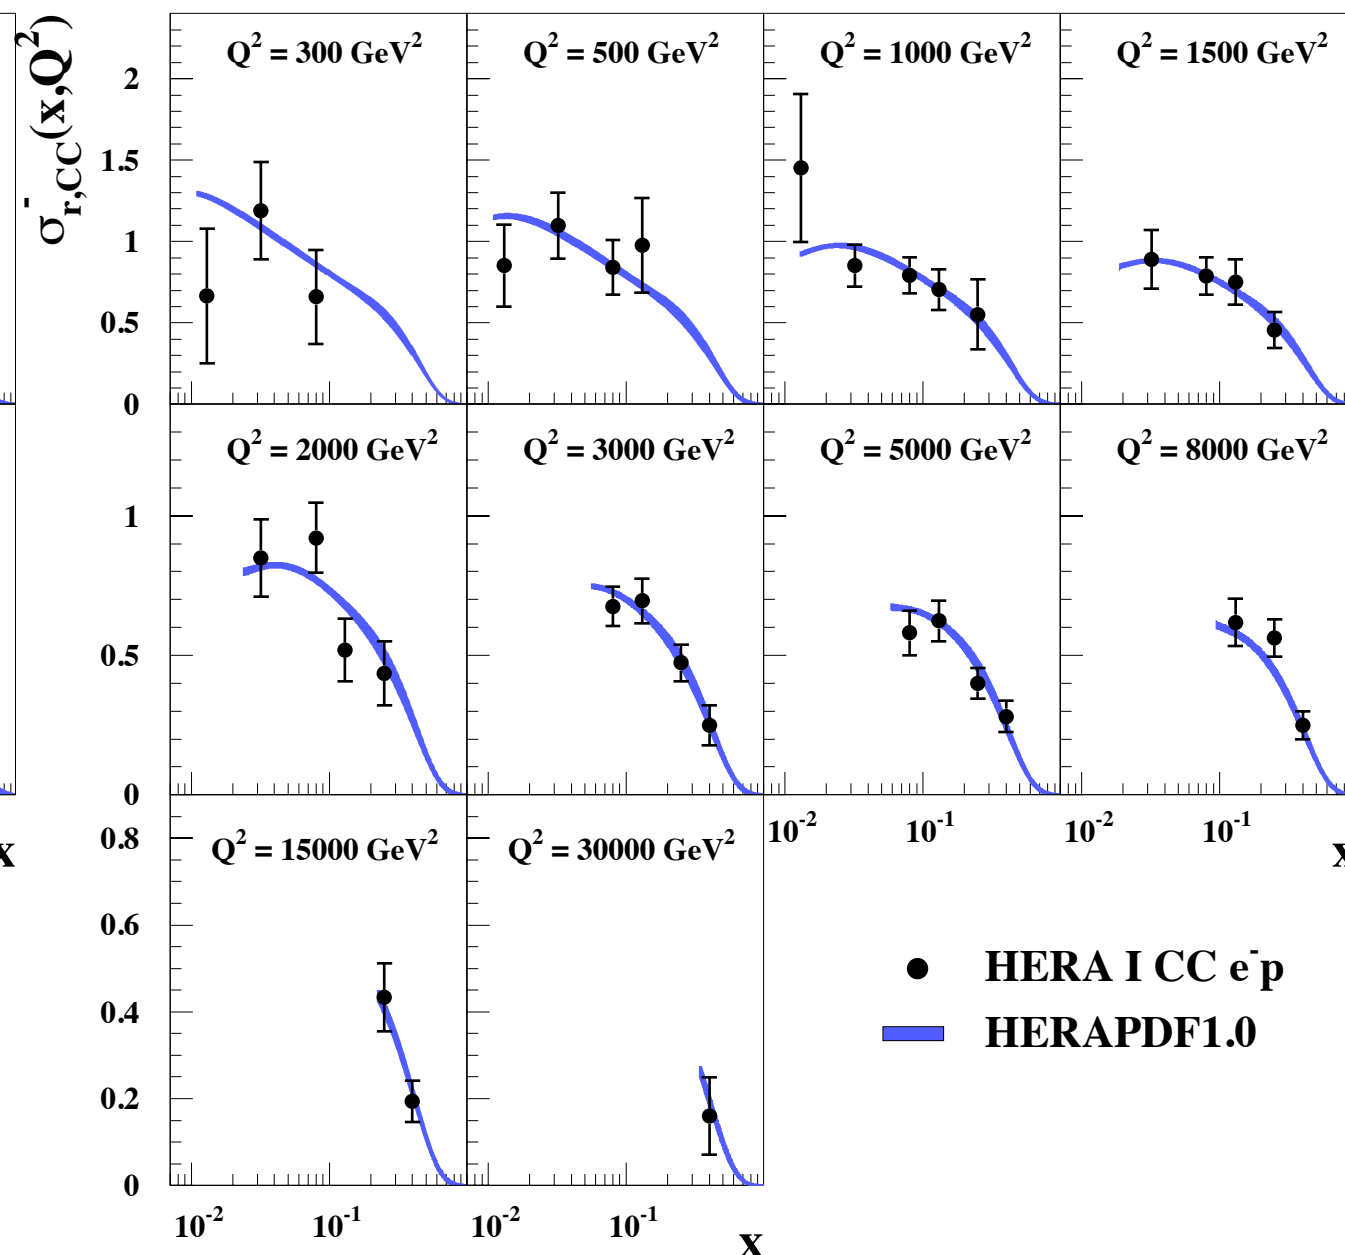 σ⁻r,CC(x,Q²)
Q² = 300 GeV²
Q² = 500 GeV²
Q² = 1000 GeV²
Q² = 1500 GeV²
2
1.5
1
0.5
0
Q² = 2000 GeV²
Q² = 3000 GeV²
Q² = 5000 GeV²
Q² = 8000 GeV²
1
0.5
0
10⁻² 10⁻¹ 10⁻² 10⁻¹
x
x
Q² = 15000 GeV²
Q² = 30000 GeV²
0.8
0.6
0.4
0.2
0
10⁻² 10⁻¹ 10⁻² 10⁻¹
x
HERA I CC e⁻p
HERAPDF1.0